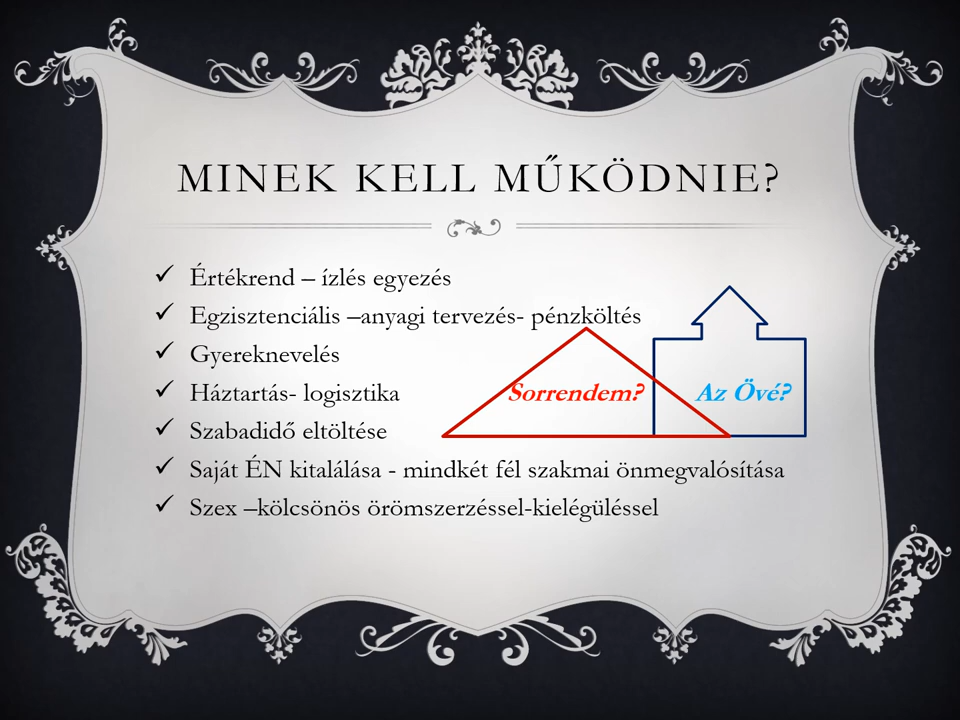 MINEK KELL MŰKÖDNIE?
✓ Értékrend – ízlés egyezés
✓ Egzisztenciális –anyagi tervezés- pénzköltés
✓ Gyereknevelés
✓ Háztartás- logisztika Sorrendem? Az Övé?
✓ Szabadidő eltöltése
✓ Saját ÉN kitalálása - mindkét fél szakmai önmegvalósítása
✓ Szex –kölcsönös örömszerzéssel-kielégüléssel